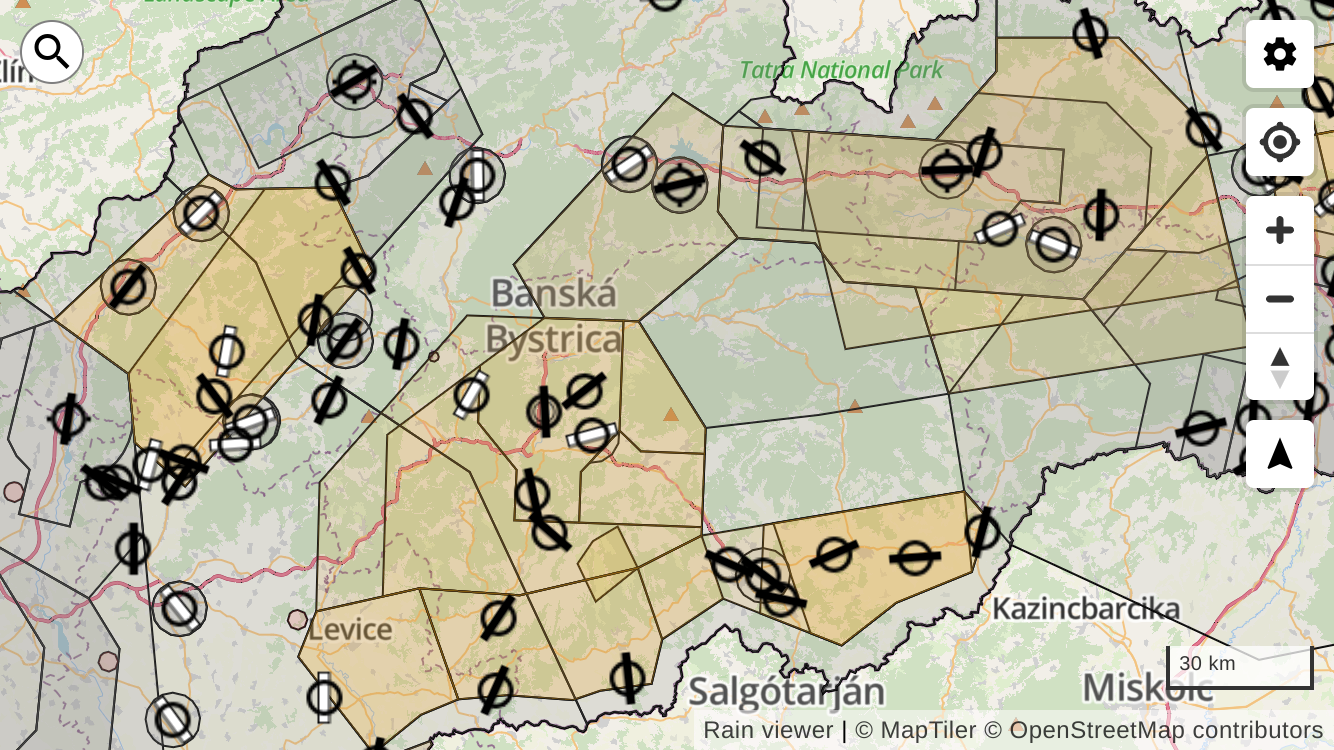 Tatra National Park
Banská
Bystrica
Levice
Kazincbarcika
Salgótarján
Miskolc
30 km
Rain viewer | © MapTiler © OpenStreetMap contributors